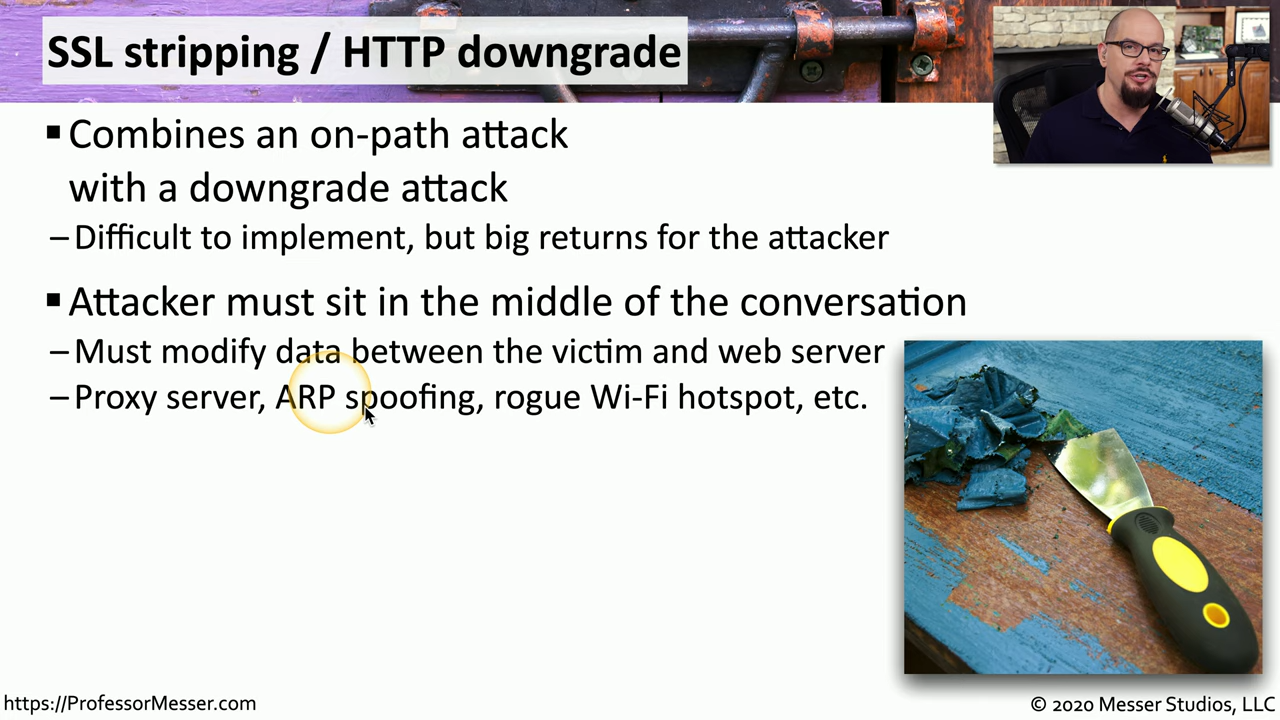 SSL stripping / HTTP downgrade
▪ Combines an on-path attack
with a downgrade attack
– Difficult to implement, but big returns for the attacker
▪ Attacker must sit in the middle of the conversation
– Must modify data between the victim and web server
– Proxy server, ARP spoofing, rogue Wi-Fi hotspot, etc.
https://ProfessorMesser.com
© 2020 Messer Studios, LLC